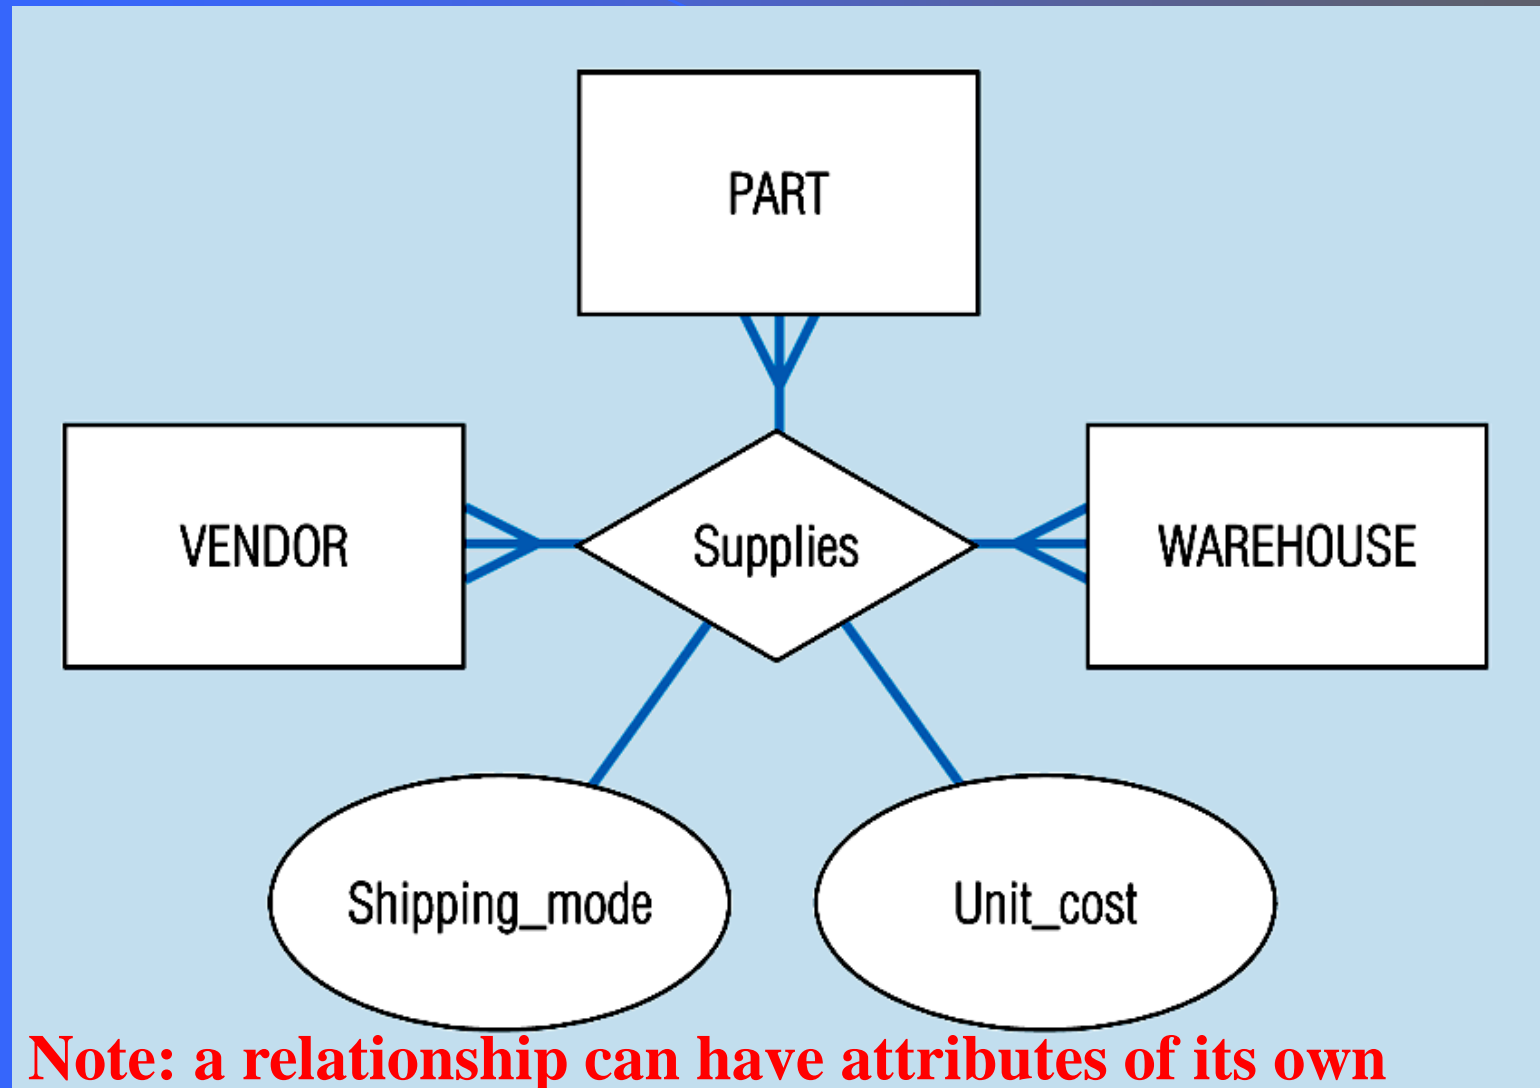 PART
VENDOR
Supplies
WAREHOUSE
Shipping_mode
Unit_cost
Note: a relationship can have attributes of its own